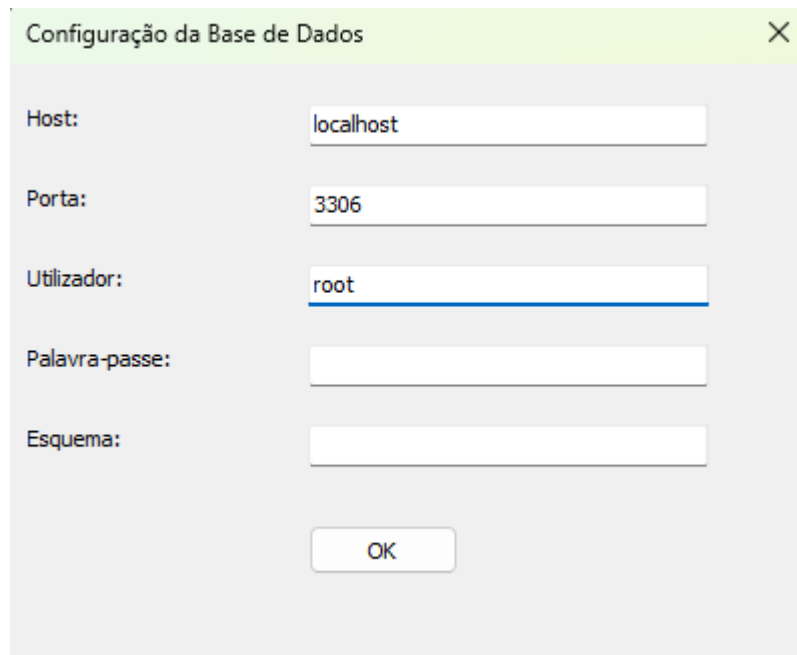 Configuração da Base de Dados
Host: localhost
Porta: 3306
Utilizador: root
Palavra-passe:
Esquema:
OK